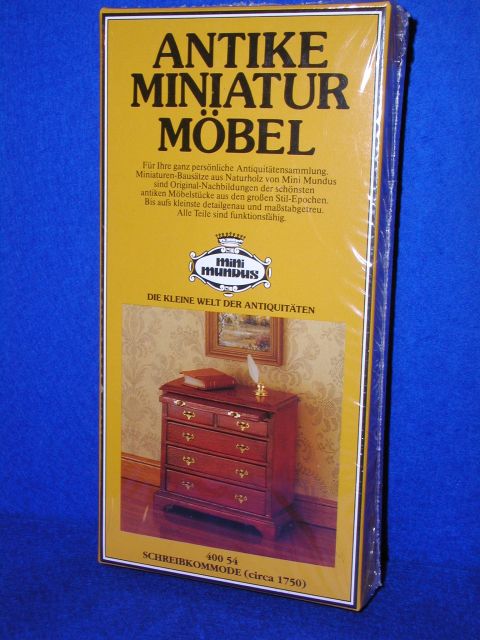 ANTIKE
MINIATUR
MÖBEL
Für Ihre ganz persönliche Antiquitätensammlung.
Miniaturen-Bausätze aus Naturholz von Mini Mundus
sind Original-Nachbildungen der schönsten
antiken Möbelstücke aus den großen Stil-Epochen.
Bis aufs kleinste detailgenau und maßstabgetreu.
Alle Teile sind funktionsfähig.
mini
mundus
DIE KLEINE WELT DER ANTIQUITÄTEN
400 54
SCHREIBKOMMODE (circa 1750)